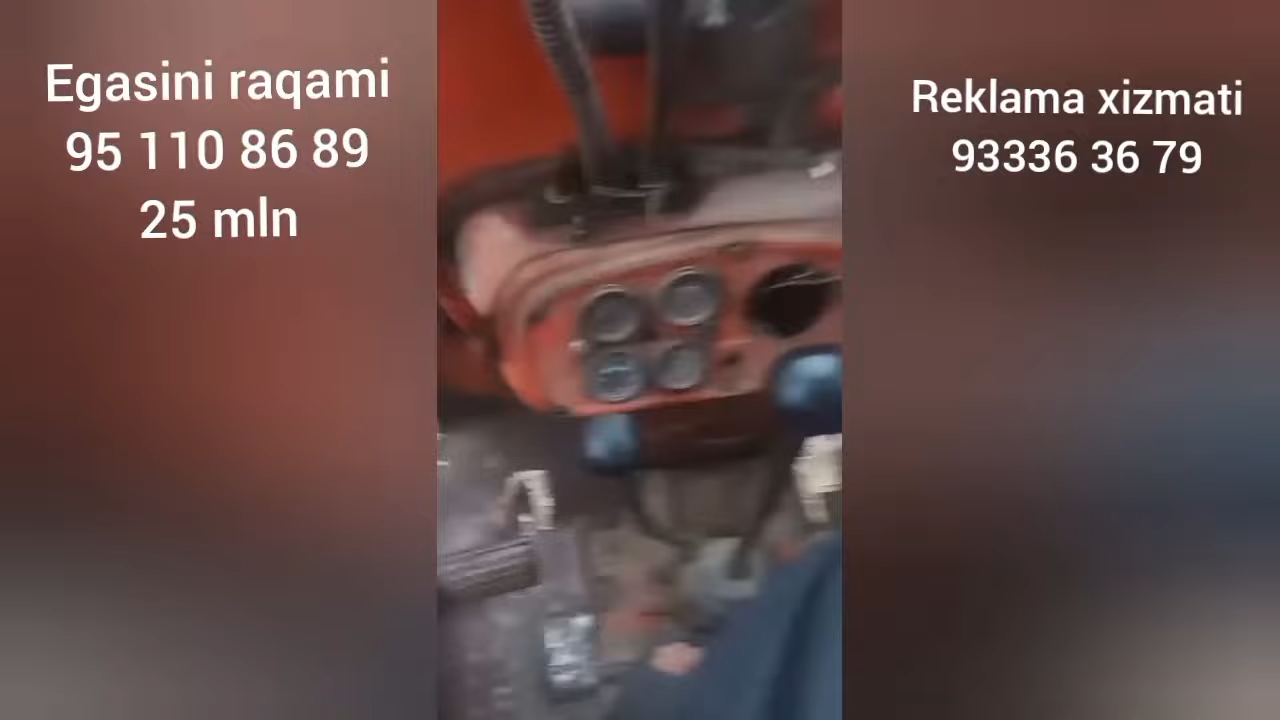 Egasini raqami
95 110 86 89
25 mln
Reklama xizmati
93336 36 79